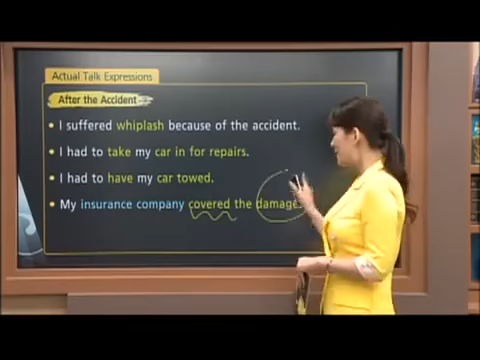 Actual Talk Expressions
After the Accident
• I suffered whiplash because of the accident.
• I had to take my car in for repairs.
• I had to have my car towed.
• My insurance company covered the damage.